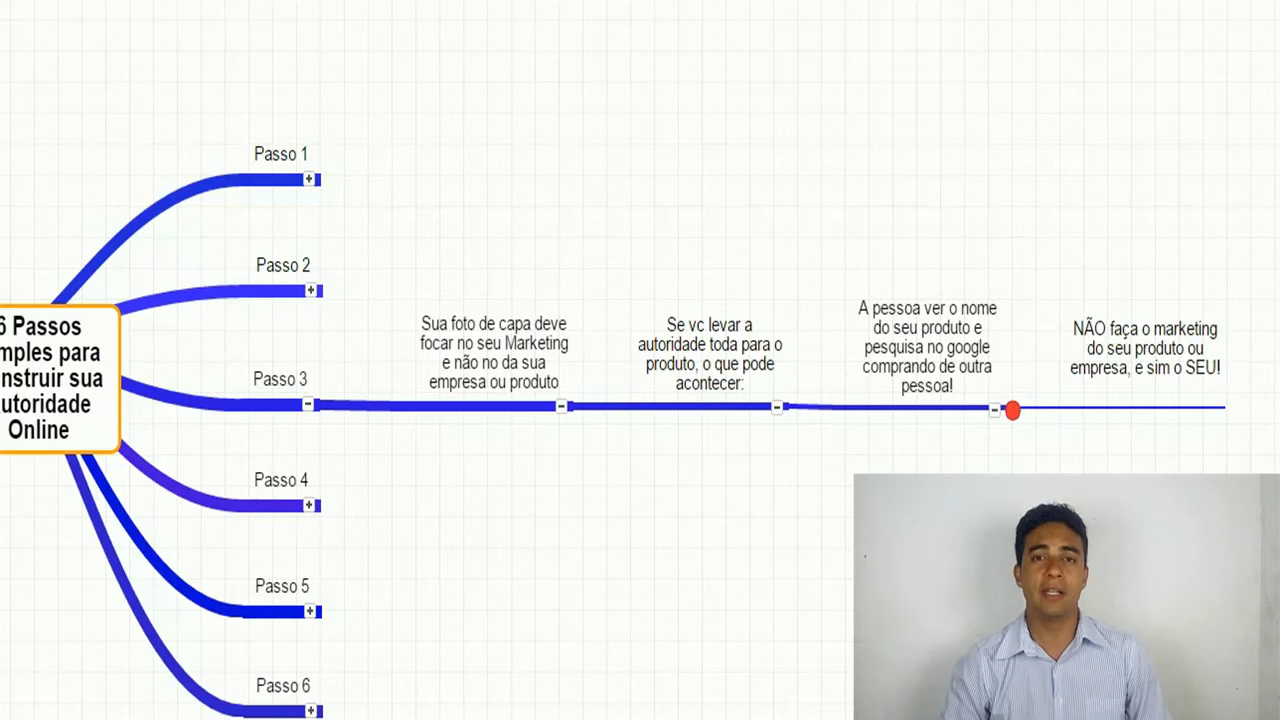 Passo 1
Passo 2
6 Passos
mples para
nstruir sua
utoridade
Online
Passo 3
Sua foto de capa deve
focar no seu Marketing
e não no da sua
empresa ou produto
Se vc levar a
autoridade toda para o
produto, o que pode
acontecer:
A pessoa ver o nome
do seu produto e
pesquisa no google
comprando de outra
pessoa!
NÃO faça o marketing
do seu produto ou
empresa, e sim o SEU!
Passo 4
Passo 5
Passo 6